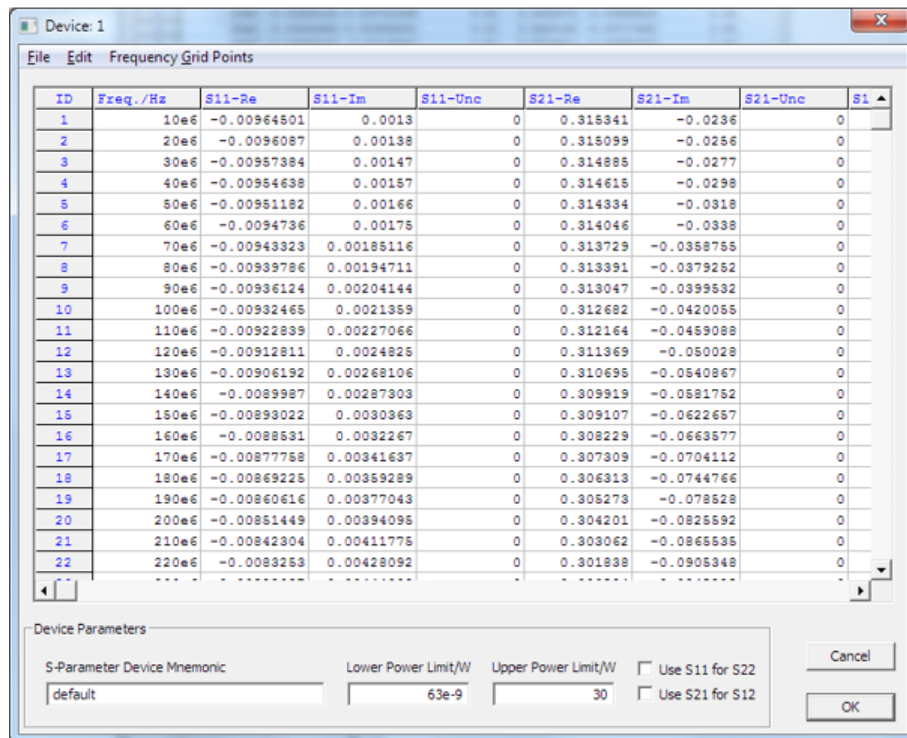 Device: 1
File Edit Frequency Grid Points
ID Freq./Hz S11-Re S11-Im S11-Unc S21-Re S21-Im S21-Unc S1
1 10e6 -0.00964501 0.0013 0 0.315341 -0.0236 0
2 20e6 -0.0096087 0.00138 0 0.315099 -0.0256 0
3 30e6 -0.00957384 0.00147 0 0.314885 -0.0277 0
4 40e6 -0.00954638 0.00157 0 0.314615 -0.0298 0
5 50e6 -0.00951182 0.00166 0 0.314334 -0.0318 0
6 60e6 -0.0094736 0.00175 0 0.314046 -0.0338 0
7 70e6 -0.00943323 0.00185116 0 0.313729 -0.0358755 0
8 80e6 -0.00939786 0.00194711 0 0.313391 -0.0379252 0
9 90e6 -0.00936124 0.00204144 0 0.313047 -0.0399532 0
10 100e6 -0.00932465 0.0021359 0 0.312682 -0.0420055 0
11 110e6 -0.00922839 0.00227066 0 0.312164 -0.0459088 0
12 120e6 -0.00912811 0.0024825 0 0.311369 -0.050028 0
13 130e6 -0.00906192 0.00268106 0 0.310695 -0.0540867 0
14 140e6 -0.0089987 0.00287303 0 0.309919 -0.0581752 0
15 150e6 -0.00893022 0.0030363 0 0.309107 -0.0622657 0
16 160e6 -0.0088531 0.0032267 0 0.308229 -0.0663577 0
17 170e6 -0.00877758 0.00341637 0 0.307309 -0.0704112 0
18 180e6 -0.00869225 0.00359289 0 0.306313 -0.0744766 0
19 190e6 -0.00860616 0.00377043 0 0.305273 -0.078528 0
20 200e6 -0.00851449 0.00394095 0 0.304201 -0.0825592 0
21 210e6 -0.00842304 0.00411775 0 0.303062 -0.0865535 0
22 220e6 -0.0083253 0.00428092 0 0.301838 -0.0905348 0
Device Parameters
S-Parameter Device Mnemonic Lower Power Limit/W Upper Power Limit/W Use S11 for S22 Cancel
default 63e-9 30 Use S21 for S12 OK